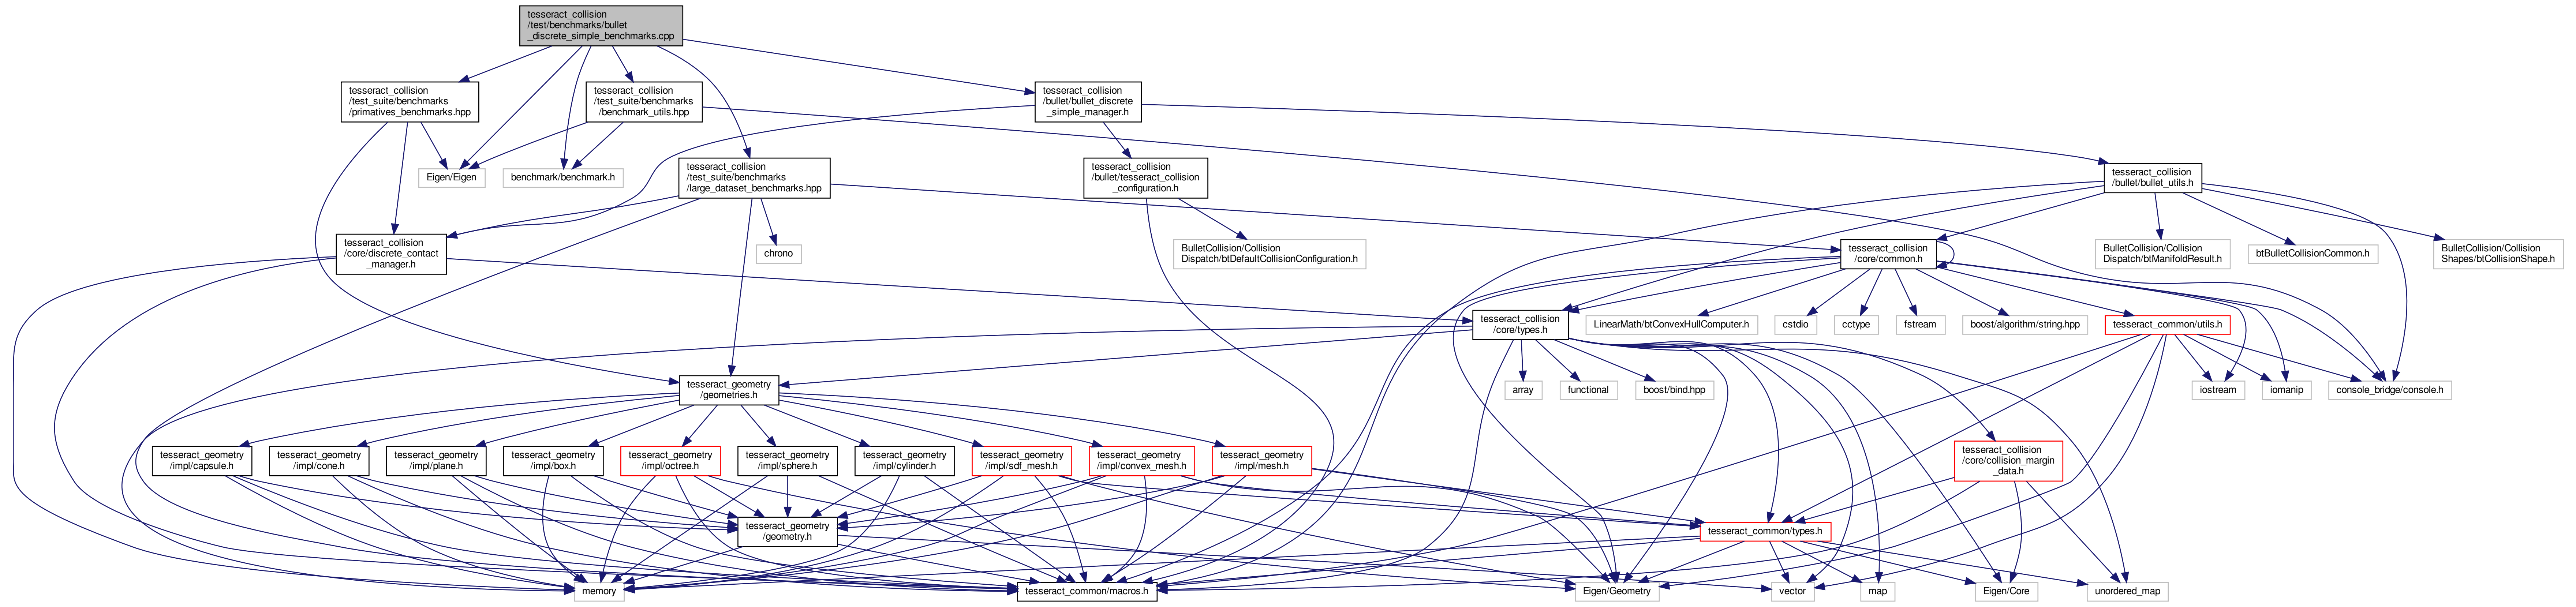 tesseract_collision
/test/benchmarks/bullet
_discrete_simple_benchmarks.cpp
tesseract_collision
/test_suite/benchmarks
/primatives_benchmarks.hpp
tesseract_collision
/test_suite/benchmarks
/benchmark_utils.hpp
tesseract_collision
/bullet/bullet_discrete
_simple_manager.h
Eigen/Eigen
benchmark/benchmark.h
tesseract_collision
/test_suite/benchmarks
/large_dataset_benchmarks.hpp
tesseract_collision
/bullet/tesseract_collision
_configuration.h
tesseract_collision
/bullet/bullet_utils.h
tesseract_collision
/core/discrete_contact
_manager.h
chrono
BulletCollision/Collision
Dispatch/btDefaultCollisionConfiguration.h
tesseract_collision
/core/common.h
BulletCollision/Collision
Dispatch/btManifoldResult.h
btBulletCollisionCommon.h
BulletCollision/Collision
Shapes/btCollisionShape.h
tesseract_collision
/core/types.h
LinearMath/btConvexHullComputer.h
cstdio
cctype
fstream
boost/algorithm/string.hpp
tesseract_common/utils.h
tesseract_geometry
/geometries.h
array
functional
boost/bind.hpp
iostream
iomanip
console_bridge/console.h
tesseract_geometry
/impl/capsule.h
tesseract_geometry
/impl/cone.h
tesseract_geometry
/impl/plane.h
tesseract_geometry
/impl/box.h
tesseract_geometry
/impl/octree.h
tesseract_geometry
/impl/sphere.h
tesseract_geometry
/impl/cylinder.h
tesseract_geometry
/impl/sdf_mesh.h
tesseract_geometry
/impl/convex_mesh.h
tesseract_geometry
/impl/mesh.h
tesseract_collision
/core/collision_margin
_data.h
tesseract_geometry
/geometry.h
tesseract_common/types.h
memory
tesseract_common/macros.h
Eigen/Geometry
vector
map
Eigen/Core
unordered_map